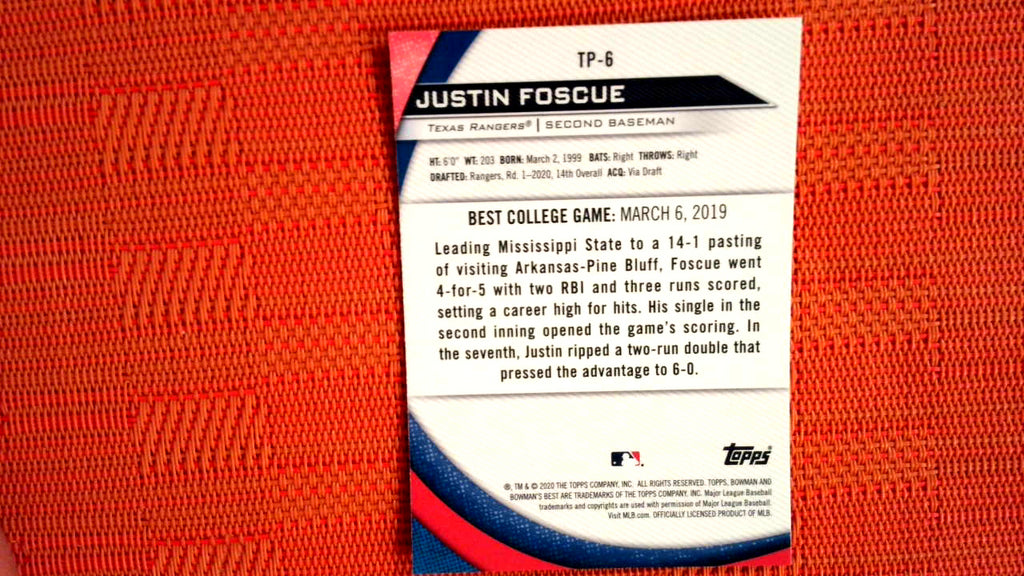 TP-6
JUSTIN FOSCUE
TEXAS RANGERS® | SECOND BASEMAN
HT: 6'0" WT: 203 BORN: March 2, 1999 BATS: Right THROWS: Right
DRAFTED: Rangers, Rd. 1–2020, 14th Overall ACQ: Via Draft
BEST COLLEGE GAME: MARCH 6, 2019
Leading Mississippi State to a 14-1 pasting
of visiting Arkansas-Pine Bluff, Foscue went
4-for-5 with two RBI and three runs scored,
setting a career high for hits. His single in the
second inning opened the game's scoring. In
the seventh, Justin ripped a two-run double that
pressed the advantage to 6-0.
topps®
®, TM & © 2020 THE TOPPS COMPANY, INC. ALL RIGHTS RESERVED. TOPPS, BOWMAN AND
BOWMAN'S BEST ARE TRADEMARKS OF THE TOPPS COMPANY, INC. Major League Baseball
trademarks and copyrights are used with permission of Major League Baseball.
Visit MLB.com. OFFICIALLY LICENSED PRODUCT OF MLB.